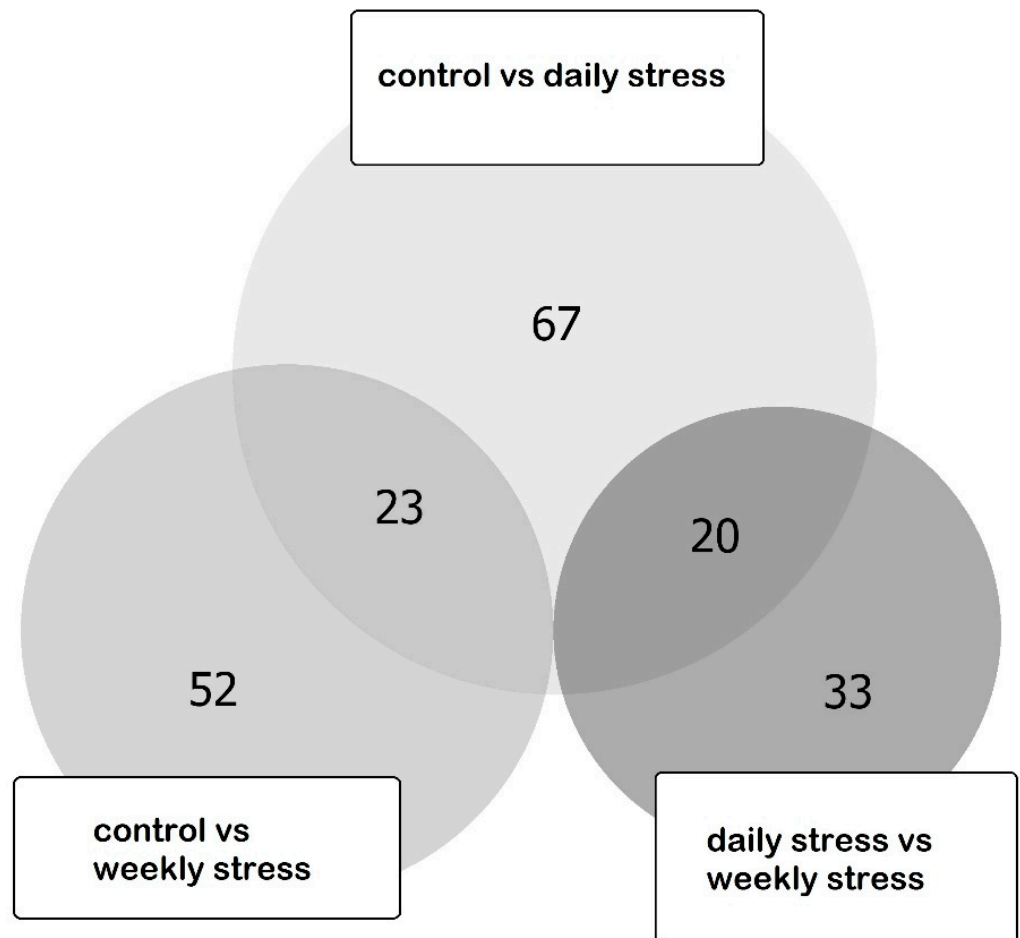 control vs daily stress
67
23
20
52
33
control vs
weekly stress
daily stress vs
weekly stress